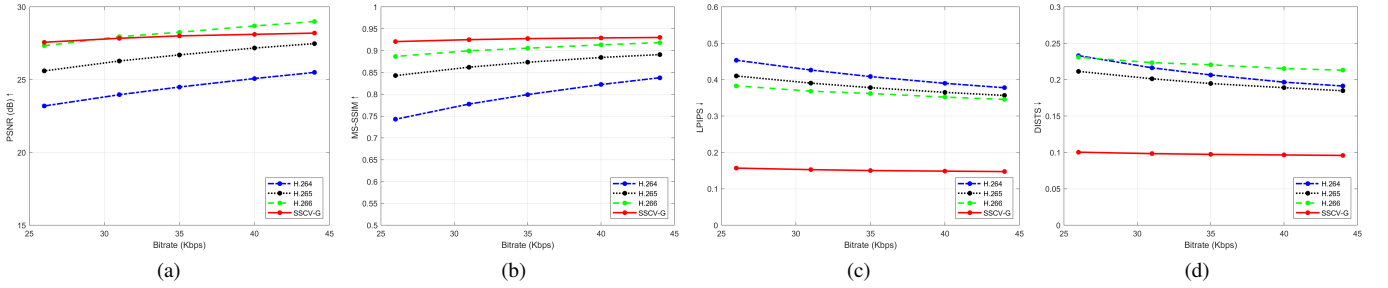 30
25
20
15
PSNR (dB) ↑
25 30 35 40 45
Bitrate (Kbps)
H.264
H.265
H.266
SSCV-G
(a)
1
0.95
0.9
0.85
0.8
0.75
0.7
0.65
0.6
0.55
0.5
MS-SSIM ↑
25 30 35 40 45
Bitrate (Kbps)
H.264
H.265
H.266
SSCV-G
(b)
0.6
0.5
0.4
0.3
0.2
0.1
0
LPIPS ↓
25 30 35 40 45
Bitrate (Kbps)
H.264
H.265
H.266
SSCV-G
(c)
0.3
0.25
0.2
0.15
0.1
0.05
0
DISTS ↓
25 30 35 40 45
Bitrate (Kbps)
H.264
H.265
H.266
SSCV-G
(d)